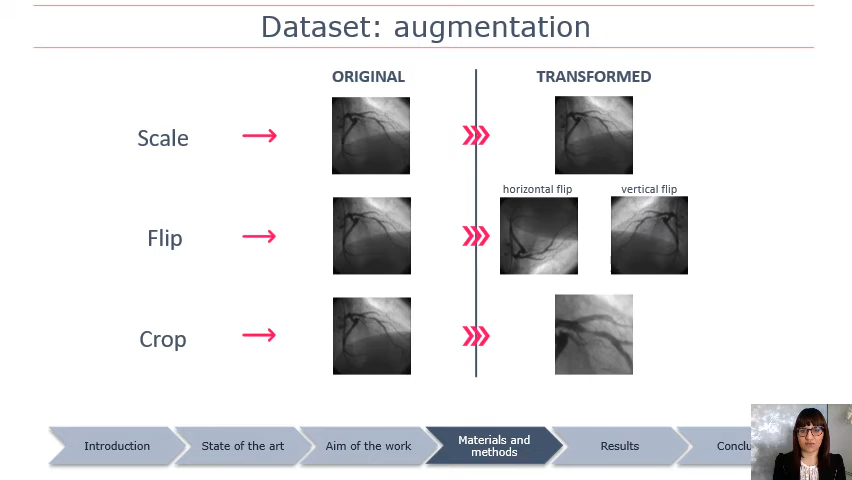 Dataset: augmentation
ORIGINAL
TRANSFORMED
Scale
horizontal flip
vertical flip
Flip
Crop
Introduction
State of the art
Aim of the work
Materials and
methods
Results
Conclu